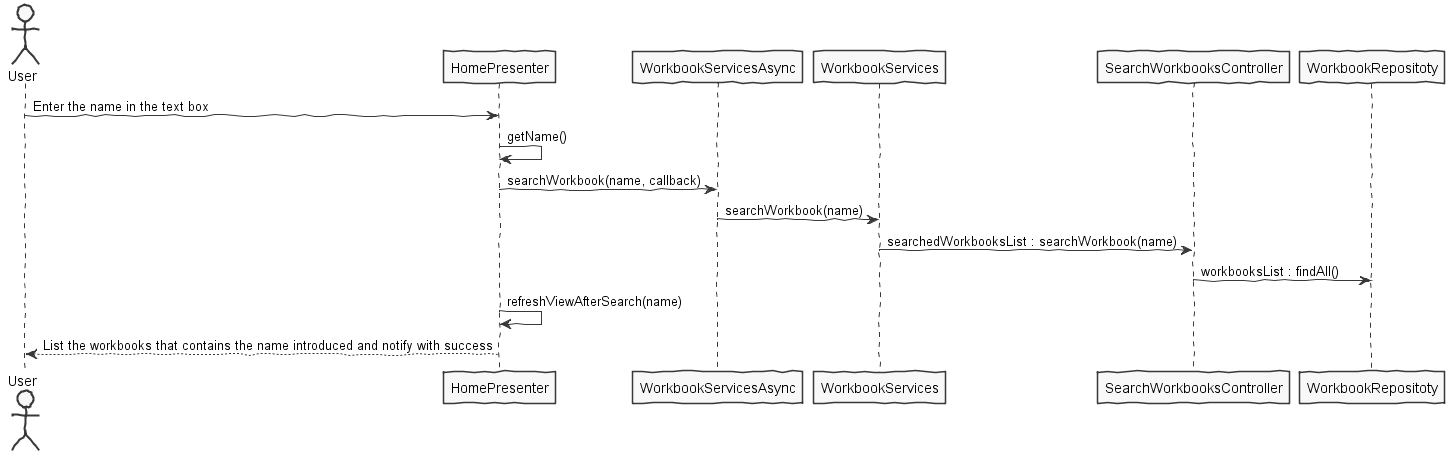 User
HomePresenter
WorkbookServicesAsync
WorkbookServices
SearchWorkbooksController
WorkbookRepositoty
Enter the name in the text box
getName()
searchWorkbook(name, callback)
searchWorkbook(name)
searchedWorkbooksList : searchWorkbook(name)
workbooksList : findAll()
refreshViewAfterSearch(name)
List the workbooks that contains the name introduced and notify with success
User
HomePresenter
WorkbookServicesAsync
WorkbookServices
SearchWorkbooksController
WorkbookRepositoty